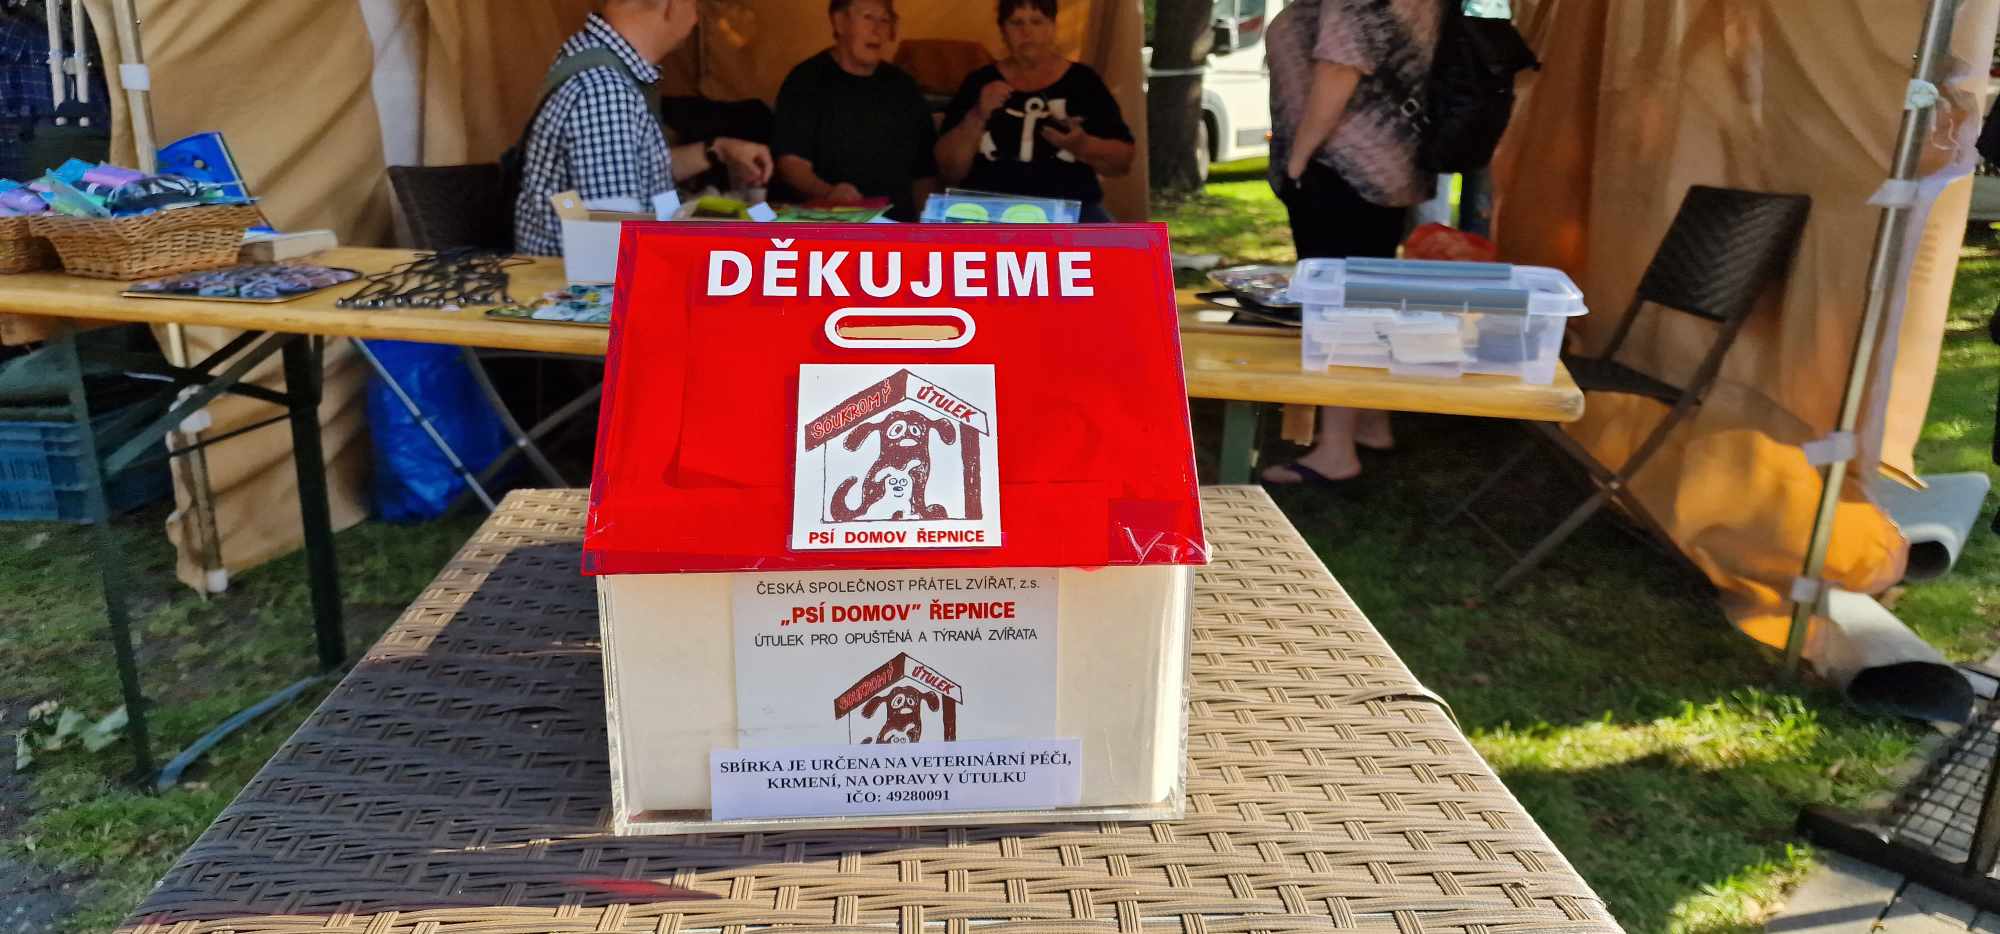 DĚKUJEME
SOUKROMÝ ÚTULEK
PSÍ DOMOV ŘEPNICE
ČESKÁ SPOLEČNOST PŘÁTEL ZVÍŘAT, z.s.
„PSÍ DOMOV” ŘEPNICE
ÚTULEK PRO OPUŠTĚNÁ A TÝRANÁ ZVÍŘATA
SOUKROMÝ ÚTULEK
SBÍRKA JE URČENA NA VETERINÁRNÍ PÉČI,
KRMENÍ, NA OPRAVY V ÚTULKU
IČO: 49280091